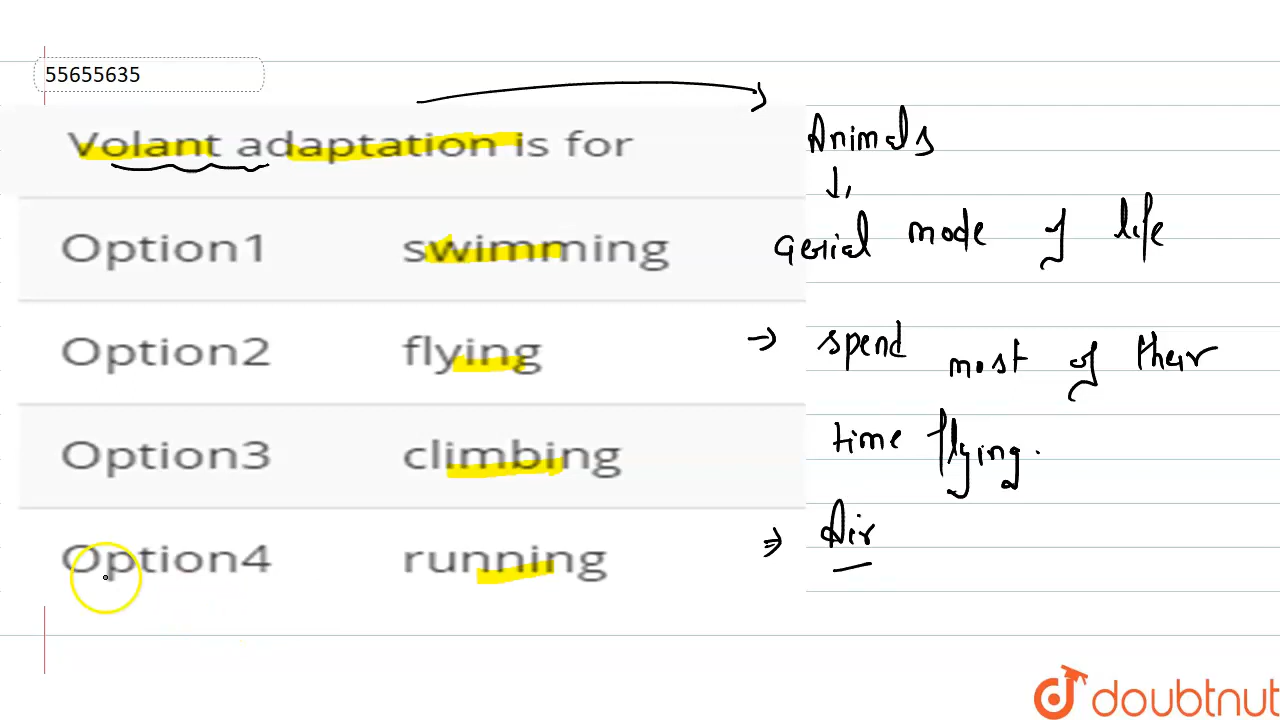 55655635
Volant adaptation is for
Option1 swimming
Option2 flying
Option3 climbing
Option4 running
Animals
aerial mode of life
→ spend most of their
time flying.
⇒ Air
doubtnut